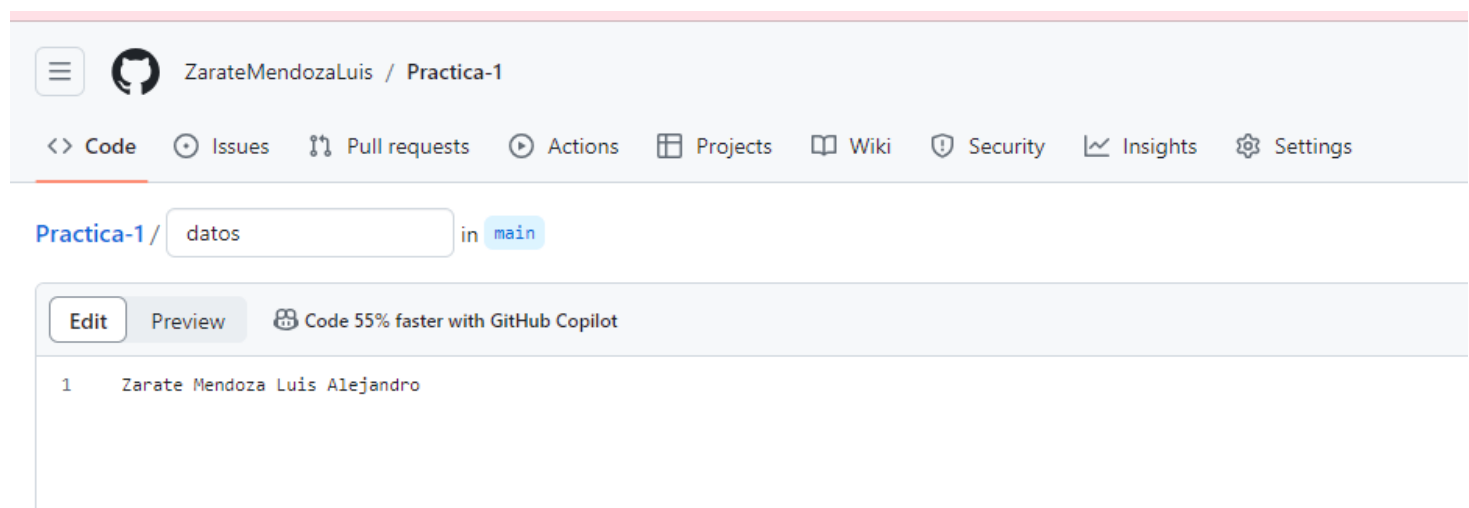 ZarateMendozaLuis / Practica-1
<> Code Issues Pull requests Actions Projects Wiki Security Insights Settings
Practica-1 / datos in main
Edit Preview Code 55% faster with GitHub Copilot
1 Zarate Mendoza Luis Alejandro